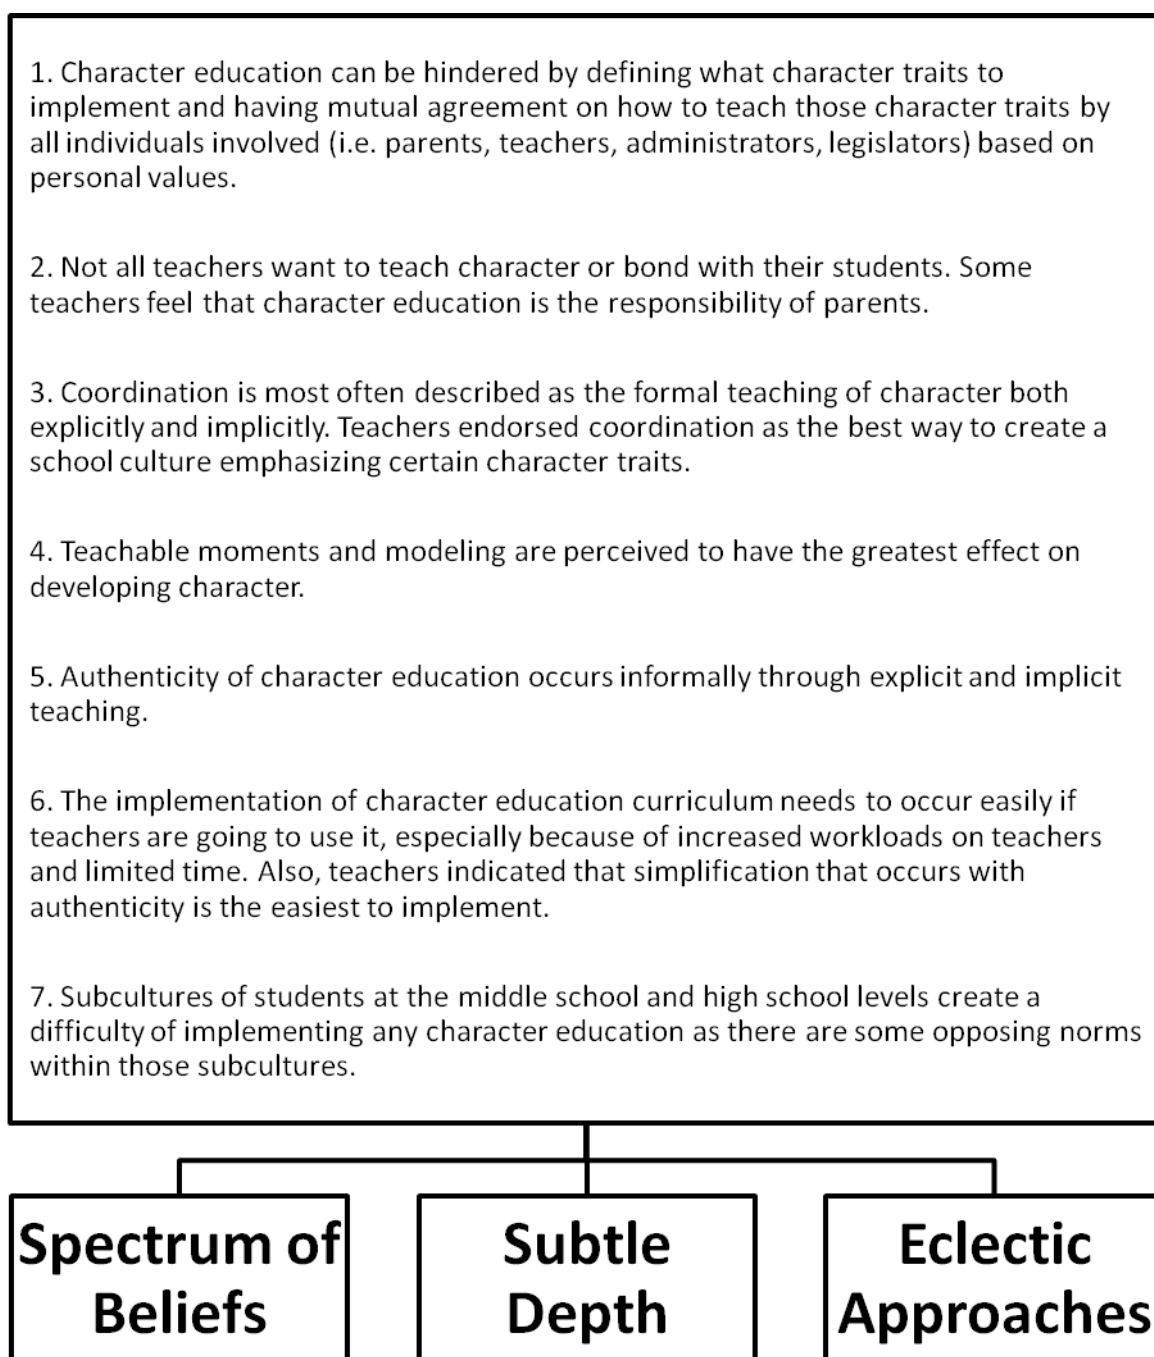 1. Character education can be hindered by defining what character traits to
implement and having mutual agreement on how to teach those character traits by
all individuals involved (i.e. parents, teachers, administrators, legislators) based on
personal values.
2. Not all teachers want to teach character or bond with their students. Some
teachers feel that character education is the responsibility of parents.
3. Coordination is most often described as the formal teaching of character both
explicitly and implicitly. Teachers endorsed coordination as the best way to create a
school culture emphasizing certain character traits.
4. Teachable moments and modeling are perceived to have the greatest effect on
developing character.
5. Authenticity of character education occurs informally through explicit and implicit
teaching.
6. The implementation of character education curriculum needs to occur easily if
teachers are going to use it, especially because of increased workloads on teachers
and limited time. Also, teachers indicated that simplification that occurs with
authenticity is the easiest to implement.
7. Subcultures of students at the middle school and high school levels create a
difficulty of implementing any character education as there are some opposing norms
within those subcultures.
Spectrum of
Beliefs
Subtle
Depth
Eclectic
Approaches